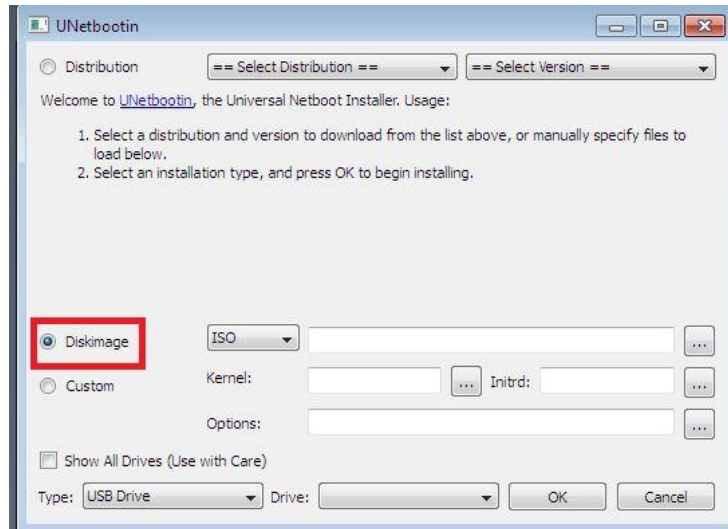 UNetbootin
Distribution == Select Distribution == == Select Version ==
Welcome to UNetbootin, the Universal Netboot Installer. Usage:
1. Select a distribution and version to download from the list above, or manually specify files to
load below.
2. Select an installation type, and press OK to begin installing.
Diskimage ISO ...
Custom Kernel: ... Initrd: ...
Options: ...
Show All Drives (Use with Care)
Type: USB Drive Drive: OK Cancel